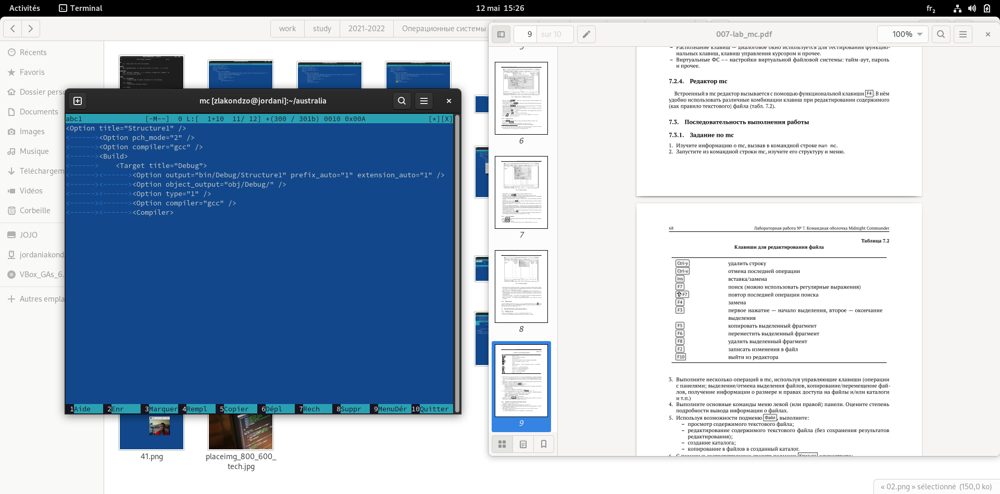 Activités
Terminal
12 mai 15:26
fr₂
work
study
2021-2022
Операционные системы
Récents
Favoris
Dossier perso
Documents
Images
Musique
Téléchargem
Vidéos
Corbeille
JOJO
jordaniakond
VBox_GAs_6.
Autres empla
mc [zlakondzo@jordani]:~/australia
abc1 [-M--] 0 L:[ 1+10 11/ 12] *(300 / 301b) 0010 0x00A [*][X]
<Option title="Structure1" />
<------><Option pch_mode="2" />
<------><Option compiler="gcc" />
<------><Build>
<------> <Target title="Debug">
<------><------><Option output="bin/Debug/Structure1" prefix_auto="1" extension_auto="1" />
<------><------><Option object_output="obj/Debug/" />
<------><------><Option type="1" />
<------><------><Option compiler="gcc" />
<------><------><Compiler>
1Aide 2Enr 3Marquer 4Rempl 5Copier 6Dépl 7Rech 8Suppr 9MenuDér 10Quitter
41.png
placeimg_800_600_
tech.jpg
9 sur 10
007-lab_mc.pdf
100%
5
6
7
8
9
– Распознание клавиш — диалоговое окно используется для тестирования функцио-
нальных клавиш, клавиш управления курсором и прочее.
– Виртуальные ФС –– настройки виртуальной файловой системы: тайм-аут, пароль
и прочее.
7.2.4. Редактор mc
Встроенный в mc редактор вызывается с помощью функциональной клавиши F4. В нём
удобно использовать различные комбинации клавиш при редактировании содержимого
(как правило текстового) файла (табл. 7.2).
7.3. Последовательность выполнения работы
7.3.1. Задание по mc
1. Изучите информацию о mc, вызвав в командной строке man mc.
2. Запустите из командной строки mc, изучите его структуру и меню.
68 Лабораторная работа № 7. Командная оболочка Midnight Commander
Таблица 7.2
Клавиши для редактирования файла
Ctrl-y удалить строку
Ctrl-u отмена последней операции
Ins вставка/замена
F7 поиск (можно использовать регулярные выражения)
⇧-F7 повтор последней операции поиска
F4 замена
F3 первое нажатие — начало выделения, второе — окончание
выделения
F5 копировать выделенный фрагмент
F6 переместить выделенный фрагмент
F8 удалить выделенный фрагмент
F2 записать изменения в файл
F10 выйти из редактора
3. Выполните несколько операций в mc, используя управляющие клавиши (операции
с панелями; выделение/отмена выделения файлов, копирование/перемещение фай-
лов, получение информации о размере и правах доступа на файлы и/или каталоги
и т.п.)
4. Выполните основные команды меню левой (или правой) панели. Оцените степень
подробности вывода информации о файлах.
5. Используя возможности подменю Файл, выполните:
– просмотр содержимого текстового файла;
– редактирование содержимого текстового файла (без сохранения результатов
редактирования);
– создание каталога;
– копирование в файлов в созданный каталог.
6. С помощью соответствующих средств подменю Команда осуществите:
« 02.png » sélectionné (150,0 ko)